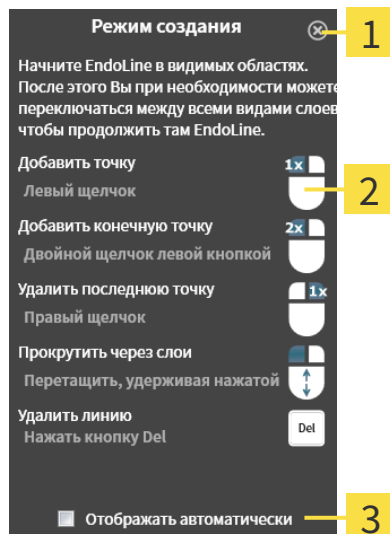 Режим создания
1
Начните EndoLine в видимых областях.
После этого Вы при необходимости можете
переключаться между всеми видами слоев
чтобы продолжить там EndoLine.
Добавить точку
1x
Левый щелчок
2
Добавить конечную точку
2x
Двойной щелчок левой кнопкой
Удалить последнюю точку
1x
Правый щелчок
Прокрутить через слои
Перетащить, удерживая нажатой
Удалить линию
Нажать кнопку Del
Del
Отображать автоматически
3